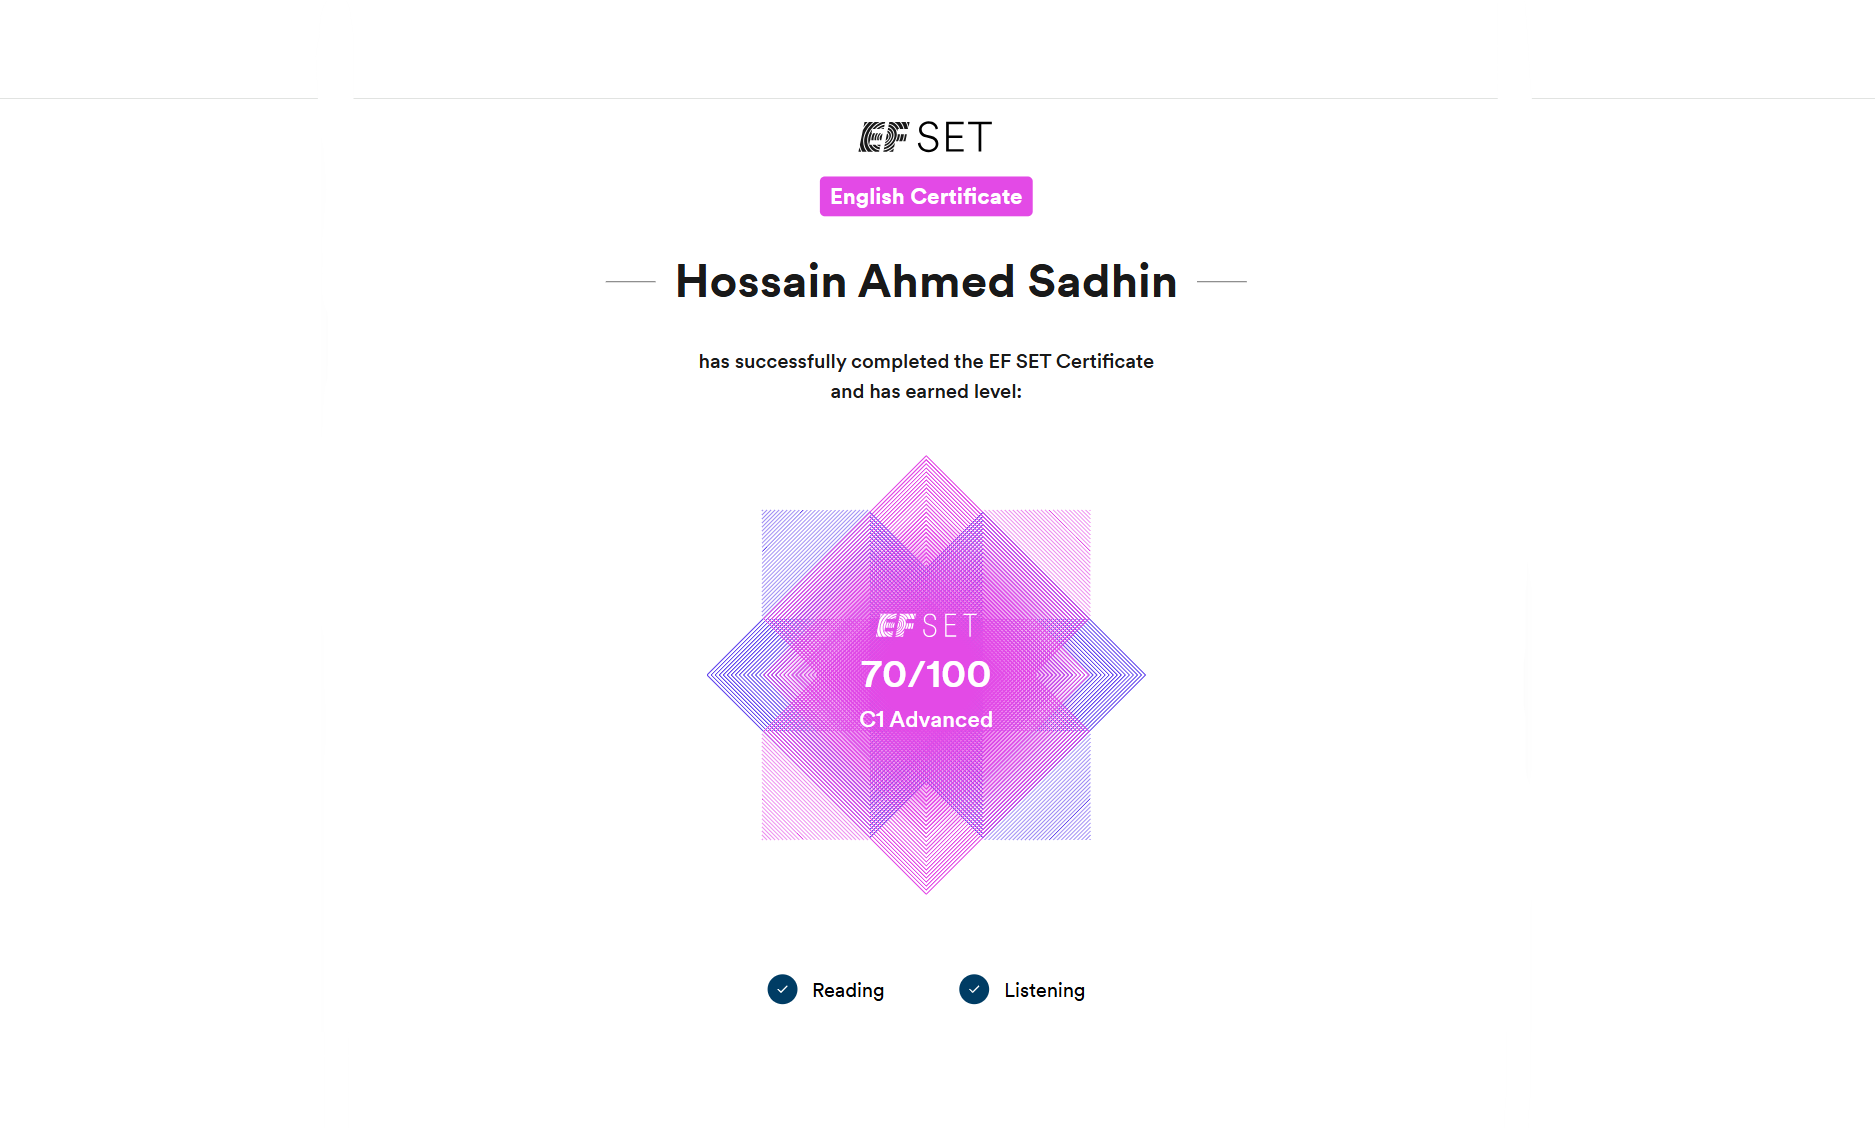 EF SET
English Certificate
Hossain Ahmed Sadhin
has successfully completed the EF SET Certificate
and has earned level:
EF SET
70/100
C1 Advanced
Reading
Listening